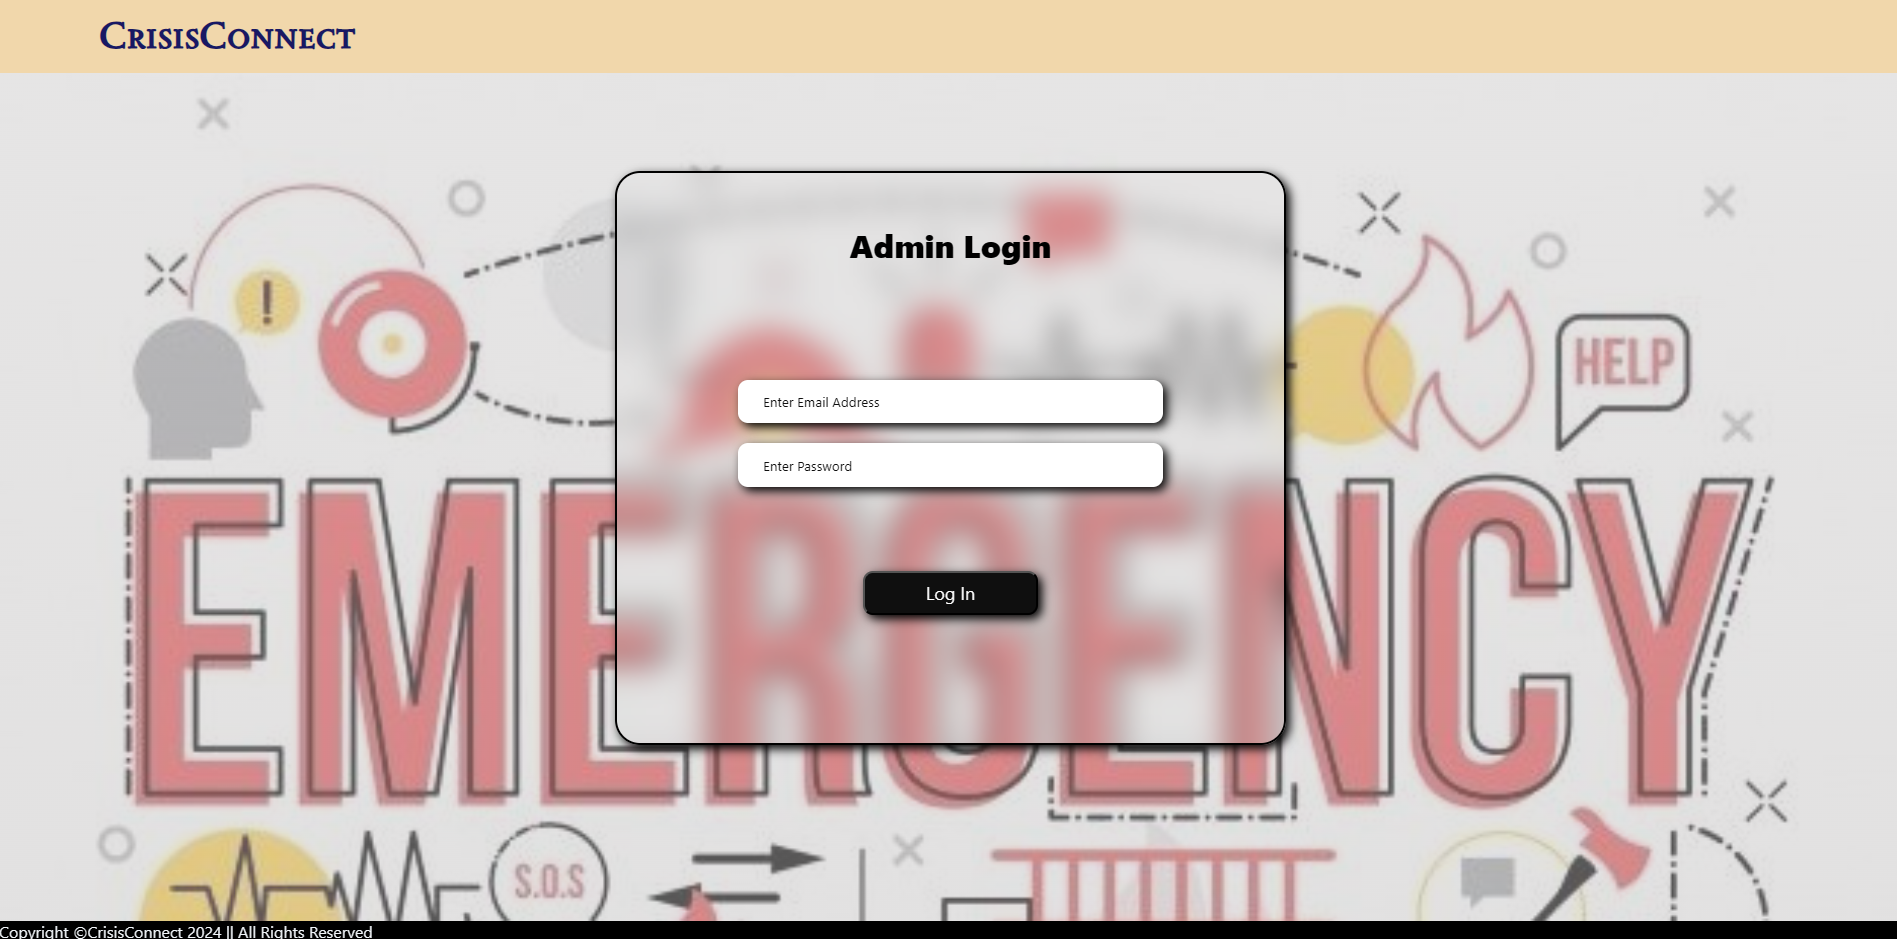 CrisisConnect
Admin Login
HELP
Enter Email Address
Enter Password
EMERGENCY
Log In
S.O.S
Copyright ©CrisisConnect 2024 || All Rights Reserved